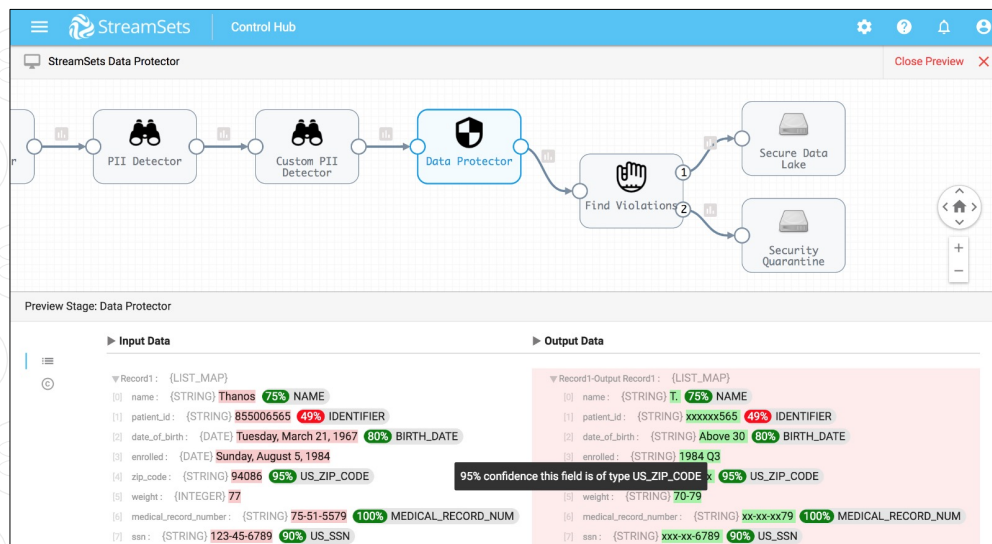 StreamSets Control Hub
StreamSets Data Protector
Close Preview X
r
PII Detector
Custom PII
Detector
Data Protector
Find Violations
1
2
Secure Data
Lake
Security
Quarantine
Preview Stage: Data Protector
Input Data
Record1 : {LIST_MAP}
[0] name : {STRING} Thanos 75% NAME
[1] patient_id : {STRING} 855006565 49% IDENTIFIER
[2] date_of_birth : {DATE} Tuesday, March 21, 1967 80% BIRTH_DATE
[3] enrolled : {DATE} Sunday, August 5, 1984
[4] zip_code : {STRING} 94086 95% US_ZIP_CODE
[5] weight : {INTEGER} 77
[6] medical_record_number : {STRING} 75-51-5579 100% MEDICAL_RECORD_NUM
[7] ssn : {STRING} 123-45-6789 90% US_SSN
Output Data
Record1-Output Record1 : {LIST_MAP}
[0] name : {STRING} T. 75% NAME
[1] patient_id : {STRING} xxxxxx565 49% IDENTIFIER
[2] date_of_birth : {STRING} Above 30 80% BIRTH_DATE
[3] enrolled : {STRING} 1984 Q3
95% confidence this field is of type US_ZIP_CODE
x 95% US_ZIP_CODE
[5] weight : {STRING} 70-79
[6] medical_record_number : {STRING} xx-xx-xx79 100% MEDICAL_RECORD_NUM
[7] ssn : {STRING} xxx-xx-6789 90% US_SSN